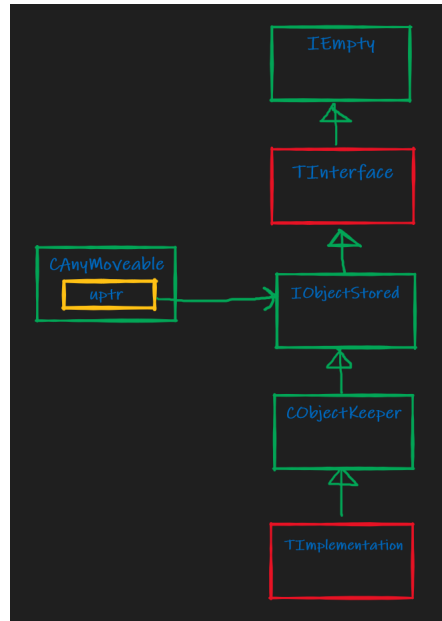 IEmpty
TInterface
CAnyMoveable
uptr
IObjectStored
CObjectKeeper
TImplementation